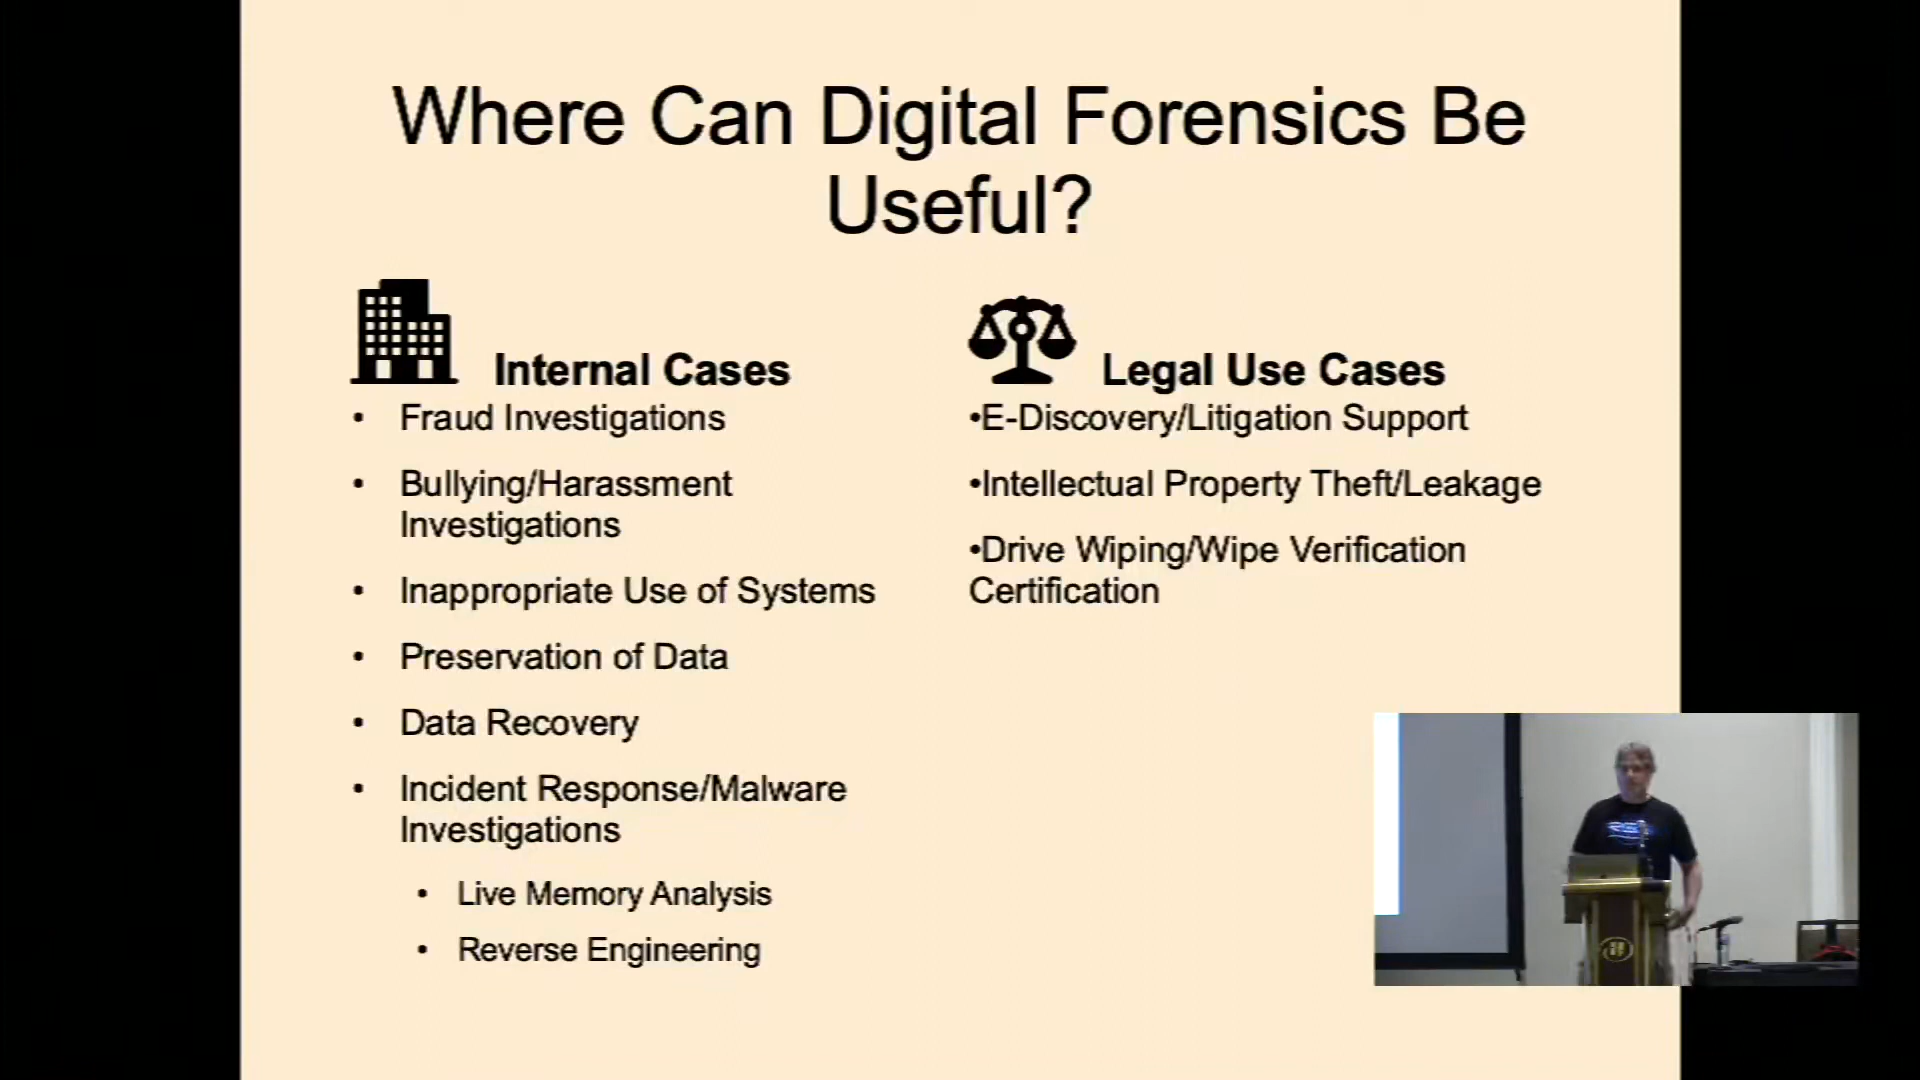 Where Can Digital Forensics Be
Useful?
Internal Cases
• Fraud Investigations
• Bullying/Harassment
Investigations
• Inappropriate Use of Systems
• Preservation of Data
• Data Recovery
• Incident Response/Malware
Investigations
• Live Memory Analysis
• Reverse Engineering
Legal Use Cases
•E-Discovery/Litigation Support
•Intellectual Property Theft/Leakage
•Drive Wiping/Wipe Verification
Certification